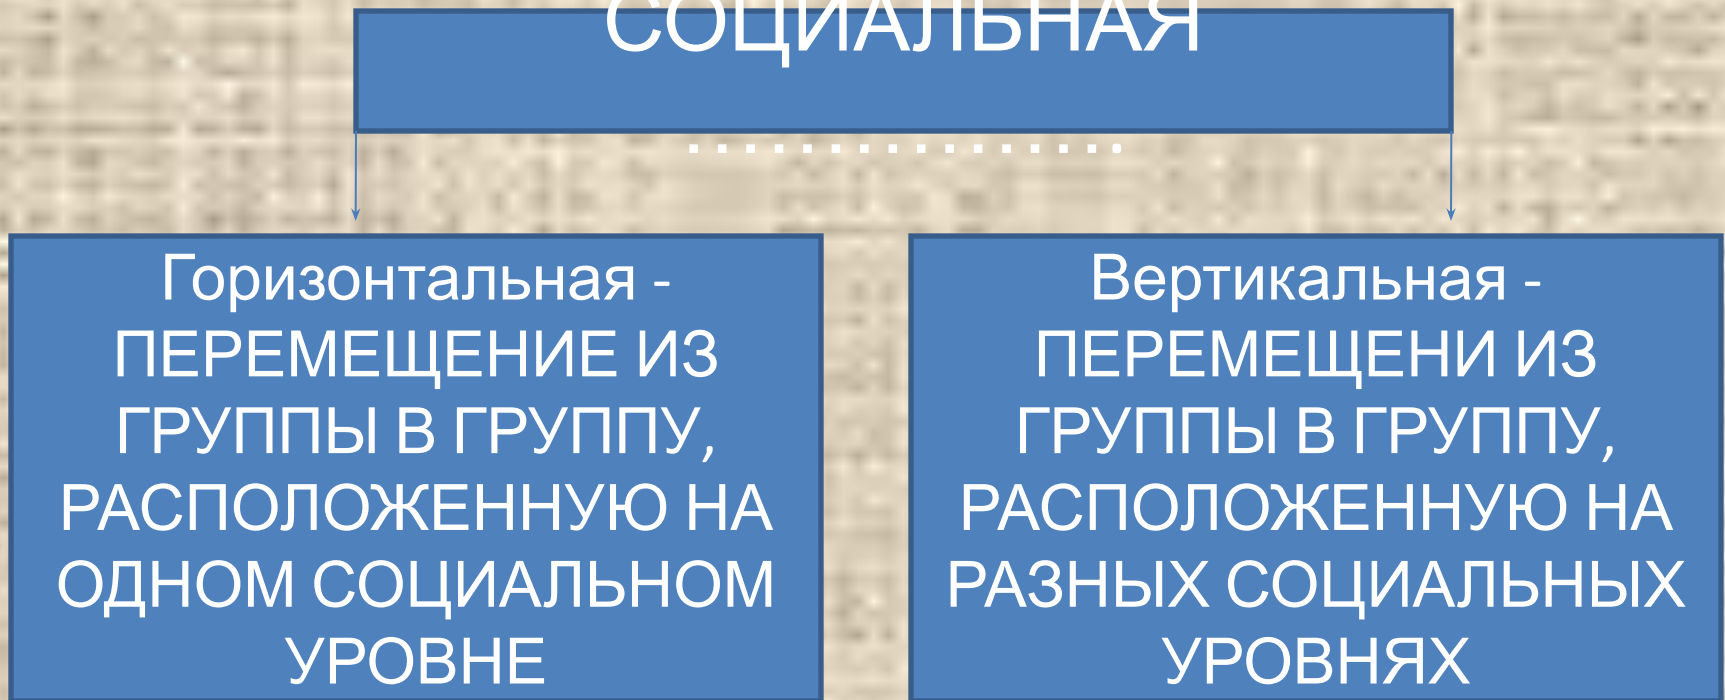 СОЦИАЛЬНАЯ
................
Горизонтальная -
ПЕРЕМЕЩЕНИЕ ИЗ
ГРУППЫ В ГРУППУ,
РАСПОЛОЖЕННУЮ НА
ОДНОМ СОЦИАЛЬНОМ
УРОВНЕ
Вертикальная -
ПЕРЕМЕЩЕНИ ИЗ
ГРУППЫ В ГРУППУ,
РАСПОЛОЖЕННУЮ НА
РАЗНЫХ СОЦИАЛЬНЫХ
УРОВНЯХ